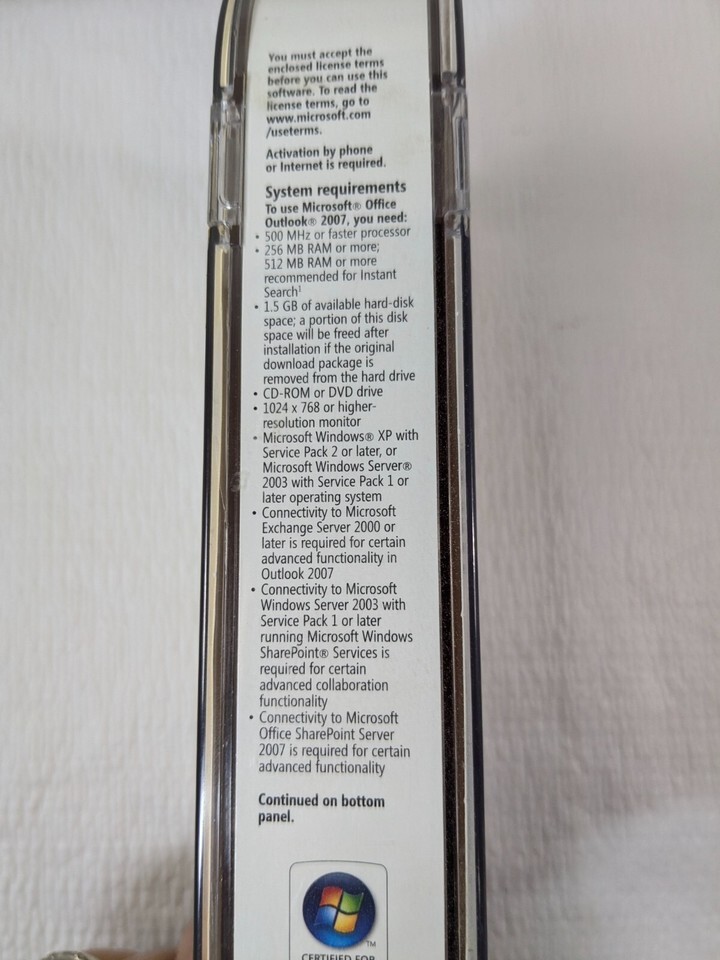 You must accept the
enclosed license terms
before you can use this
software. To read the
license terms, go to
www.microsoft.com
/useterms.
Activation by phone
or Internet is required.
System requirements
To use Microsoft® Office
Outlook® 2007, you need:
• 500 MHz or faster processor
• 256 MB RAM or more;
512 MB RAM or more
recommended for Instant
Search¹
• 1.5 GB of available hard-disk
space; a portion of this disk
space will be freed after
installation if the original
download package is
removed from the hard drive
• CD-ROM or DVD drive
• 1024 x 768 or higher-
resolution monitor
• Microsoft Windows® XP with
Service Pack 2 or later, or
Microsoft Windows Server®
2003 with Service Pack 1 or
later operating system
• Connectivity to Microsoft
Exchange Server 2000 or
later is required for certain
advanced functionality in
Outlook 2007
• Connectivity to Microsoft
Windows Server 2003 with
Service Pack 1 or later
running Microsoft Windows
SharePoint® Services is
required for certain
advanced collaboration
functionality
• Connectivity to Microsoft
Office SharePoint Server
2007 is required for certain
advanced functionality
Continued on bottom
panel.
TM
CERTIFIED FOR